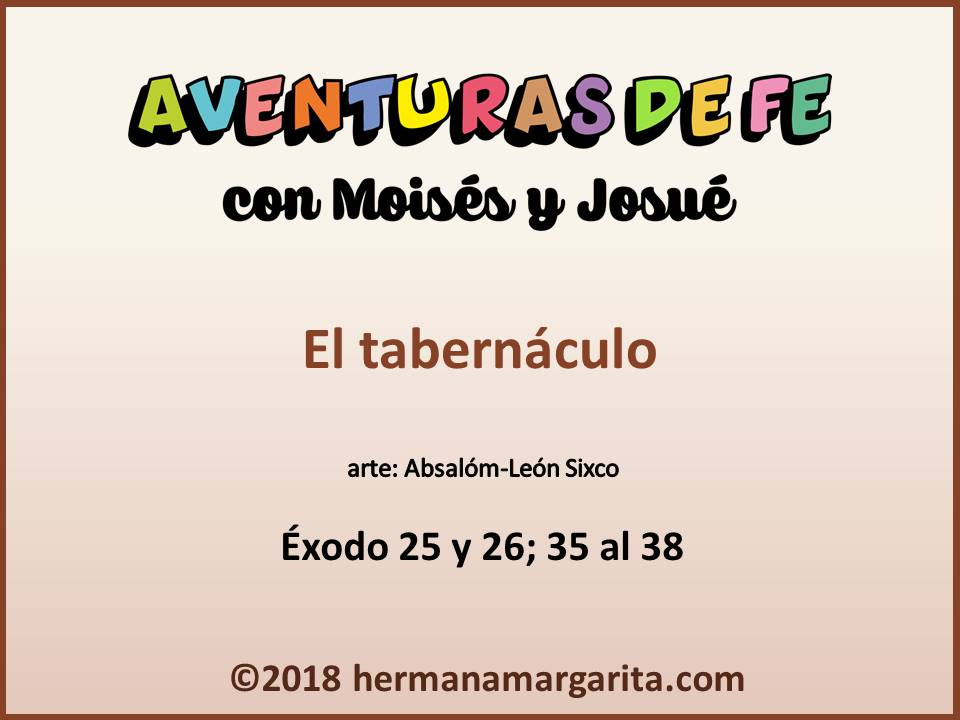 AVENTURAS DE FE
con Moisés y Josué
El tabernáculo
arte: Absalóm-León Sixco
Éxodo 25 y 26; 35 al 38
©2018 hermanamargarita.com